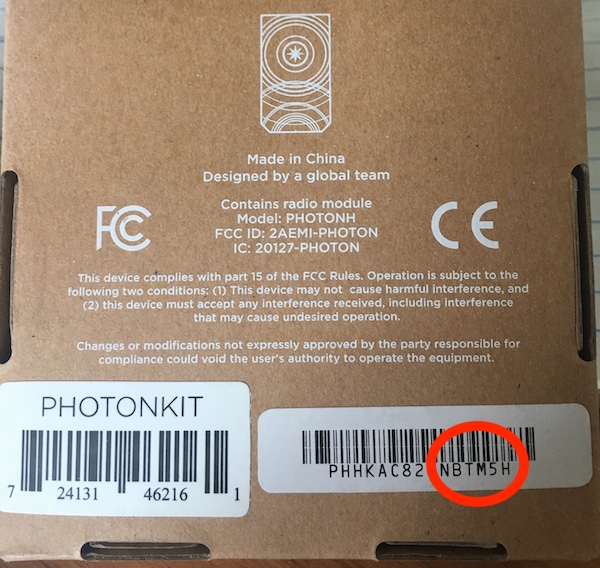 Made in China
Designed by a global team
Contains radio module
Model: PHOTONH
FCC ID: 2AEMI-PHOTON
IC: 20127-PHOTON
FC
CE
This device complies with part 15 of the FCC Rules. Operation is subject to the
following two conditions: (1) This device may not cause harmful interference, and
(2) this device must accept any interference received, including interference
that may cause undesired operation.
Changes or modifications not expressly approved by the party responsible for
compliance could void the user's authority to operate the equipment.
PHOTONKIT
7 24131 46216 1
PHHKAC82 NBTM5H